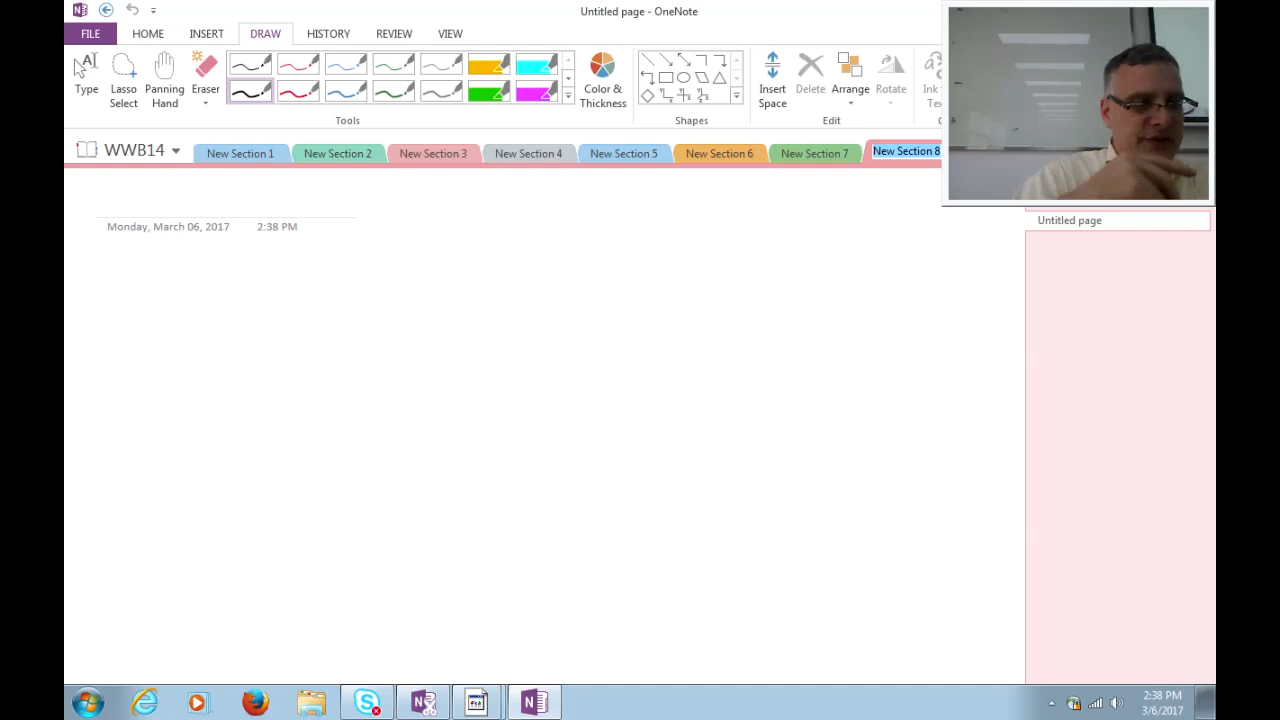 Untitled page - OneNote
FILE HOME INSERT DRAW HISTORY REVIEW VIEW
Type
Lasso Select
Panning Hand
Eraser
Color & Thickness
Insert Space
Delete
Arrange
Rotate
Ink to
Tools Shapes Edit
WWB14 New Section 1 New Section 2 New Section 3 New Section 4 New Section 5 New Section 6 New Section 7 New Section 8
Untitled page
Monday, March 06, 2017 2:38 PM
2:38 PM
3/6/2017